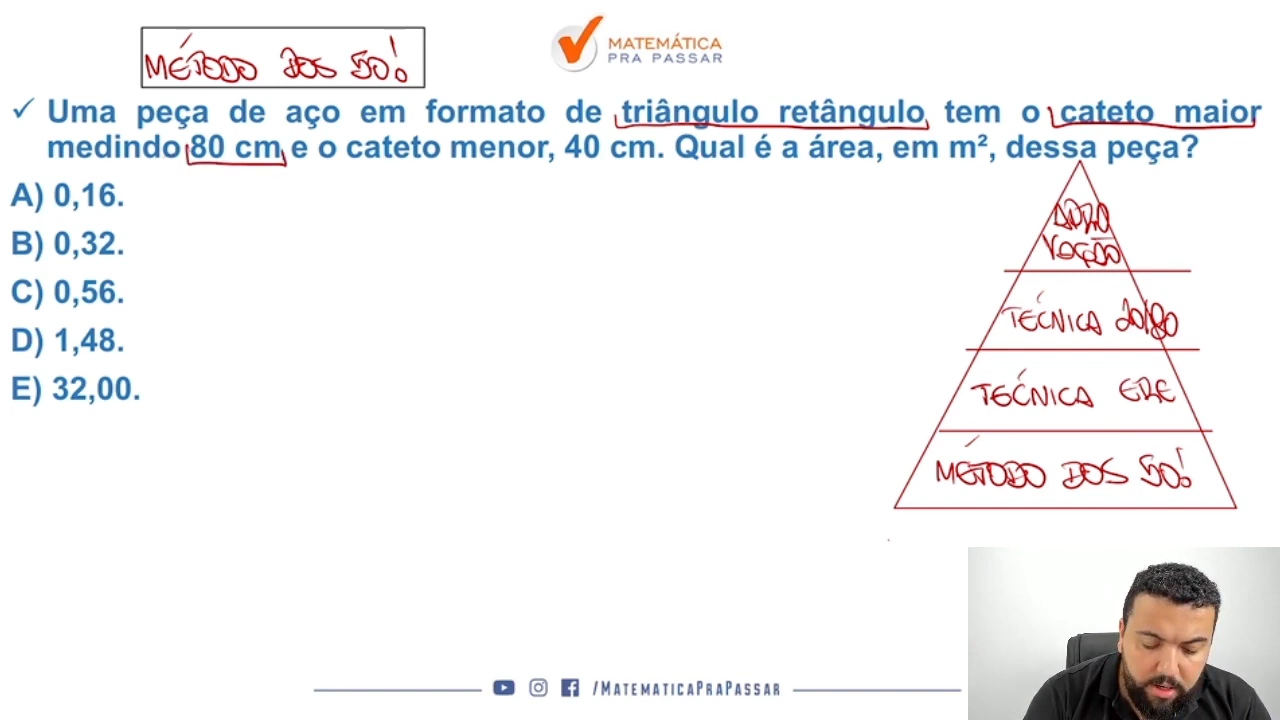 MÉTODO DOS 50!
MATEMÁTICA
PRA PASSAR
✓ Uma peça de aço em formato de triângulo retângulo tem o cateto maior
medindo 80 cm e o cateto menor, 40 cm. Qual é a área, em m², dessa peça?
A) 0,16.
B) 0,32.
C) 0,56.
D) 1,48.
E) 32,00.
TÉCNICA 20/80
TÉCNICA
MÉTODO DOS 50!
/MATEMATICAPRAPASSAR